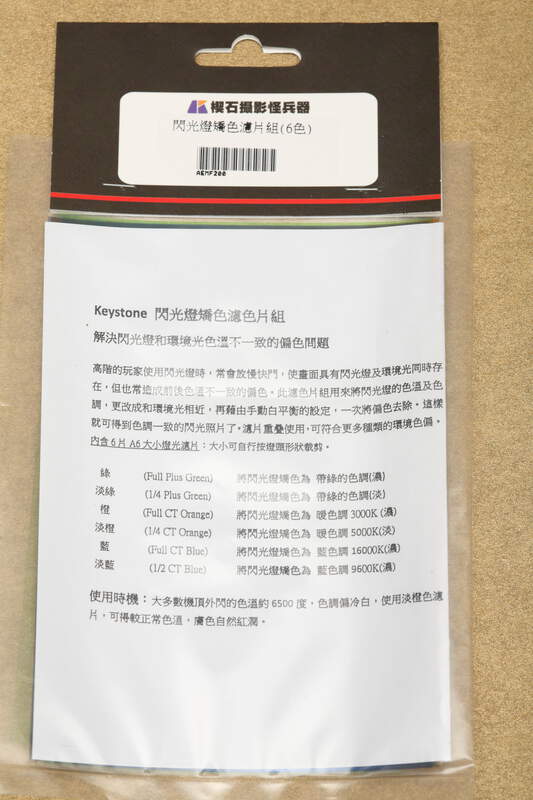 楔石攝影怪兵器
閃光燈矯色濾片組(6色)
AEMF200
Keystone 閃光燈矯色濾色片組
解決閃光燈和環境光色溫不一致的偏色問題
高階的玩家使用閃光燈時，常會放慢快門，使畫面具有閃光燈及環境光同時存
在，但也常造成前後色溫不一致的偏色。此濾色片組用來將閃光燈的色溫及色
調，更改成和環境光相近，再藉由手動白平衡的設定，一次將偏色去除。這樣
就可得到色調一致的閃光照片了。濾片重疊使用，可符合更多種類的環境色偏。
內含 6 片 A6 大小燈光濾片：大小可自行按燈頭形狀裁剪。
綠 (Full Plus Green) 將閃光燈矯色為 帶綠的色調(濃)
淡綠 (1/4 Plus Green) 將閃光燈矯色為 帶綠的色調(淡)
橙 (Full CT Orange) 將閃光燈矯色為 暖色調 3000K (濃)
淡橙 (1/4 CT Orange) 將閃光燈矯色為 暖色調 5000K(淡)
藍 (Full CT Blue) 將閃光燈矯色為 藍色調 16000K(濃)
淡藍 (1/2 CT Blue) 將閃光燈矯色為 藍色調 9600K(淡)
使用時機：大多數機頂外閃的色溫約 6500 度，色調偏冷白，使用淡橙色濾
片，可得較正常色溫，膚色自然紅潤。